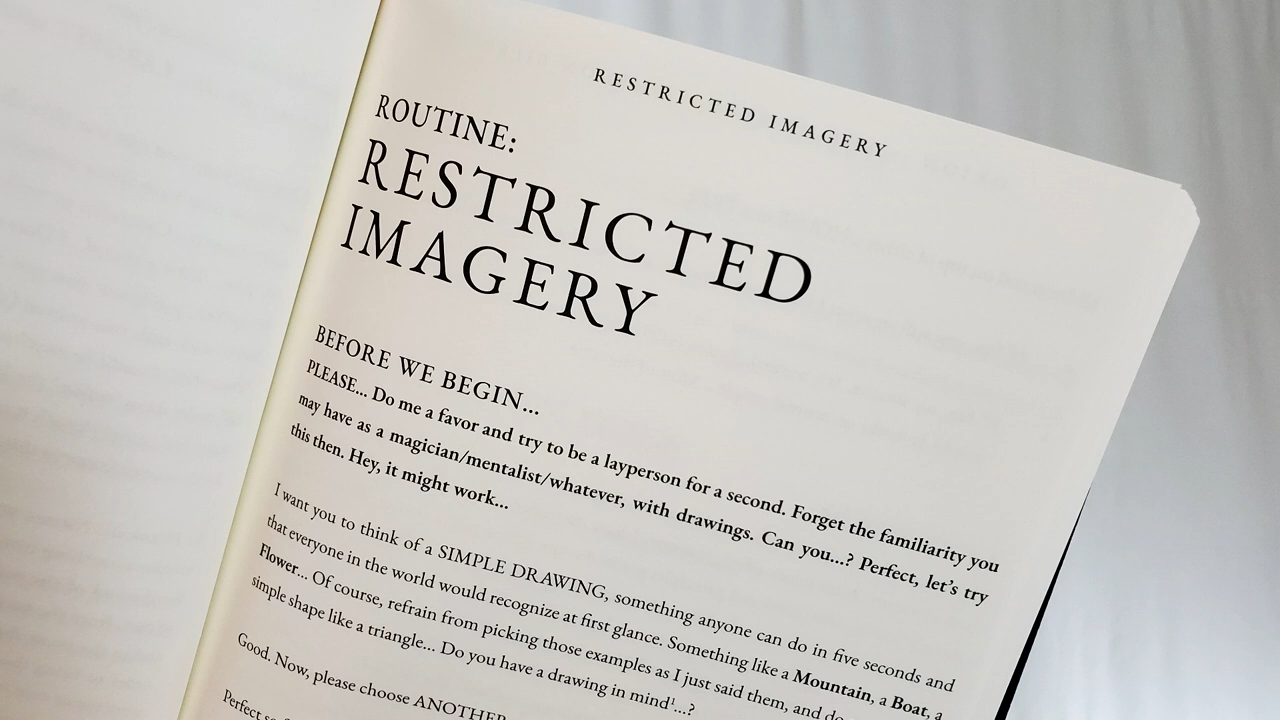 RESTRICTED IMAGERY
ROUTINE:
RESTRICTED
IMAGERY
BEFORE WE BEGIN...
PLEASE... Do me a favor and try to be a layperson for a second. Forget the familiarity you
may have as a magician/mentalist/whatever, with drawings. Can you...? Perfect, let's try
this then. Hey, it might work...
I want you to think of a SIMPLE DRAWING, something anyone can do in five seconds and
that everyone in the world would recognize at first glance. Something like a Mountain, a Boat, a
Flower... Of course, refrain from picking those examples as I just said them, and do
simple shape like a triangle... Do you have a drawing in mind¹...?
Good. Now, please choose ANOTHER
Perfect